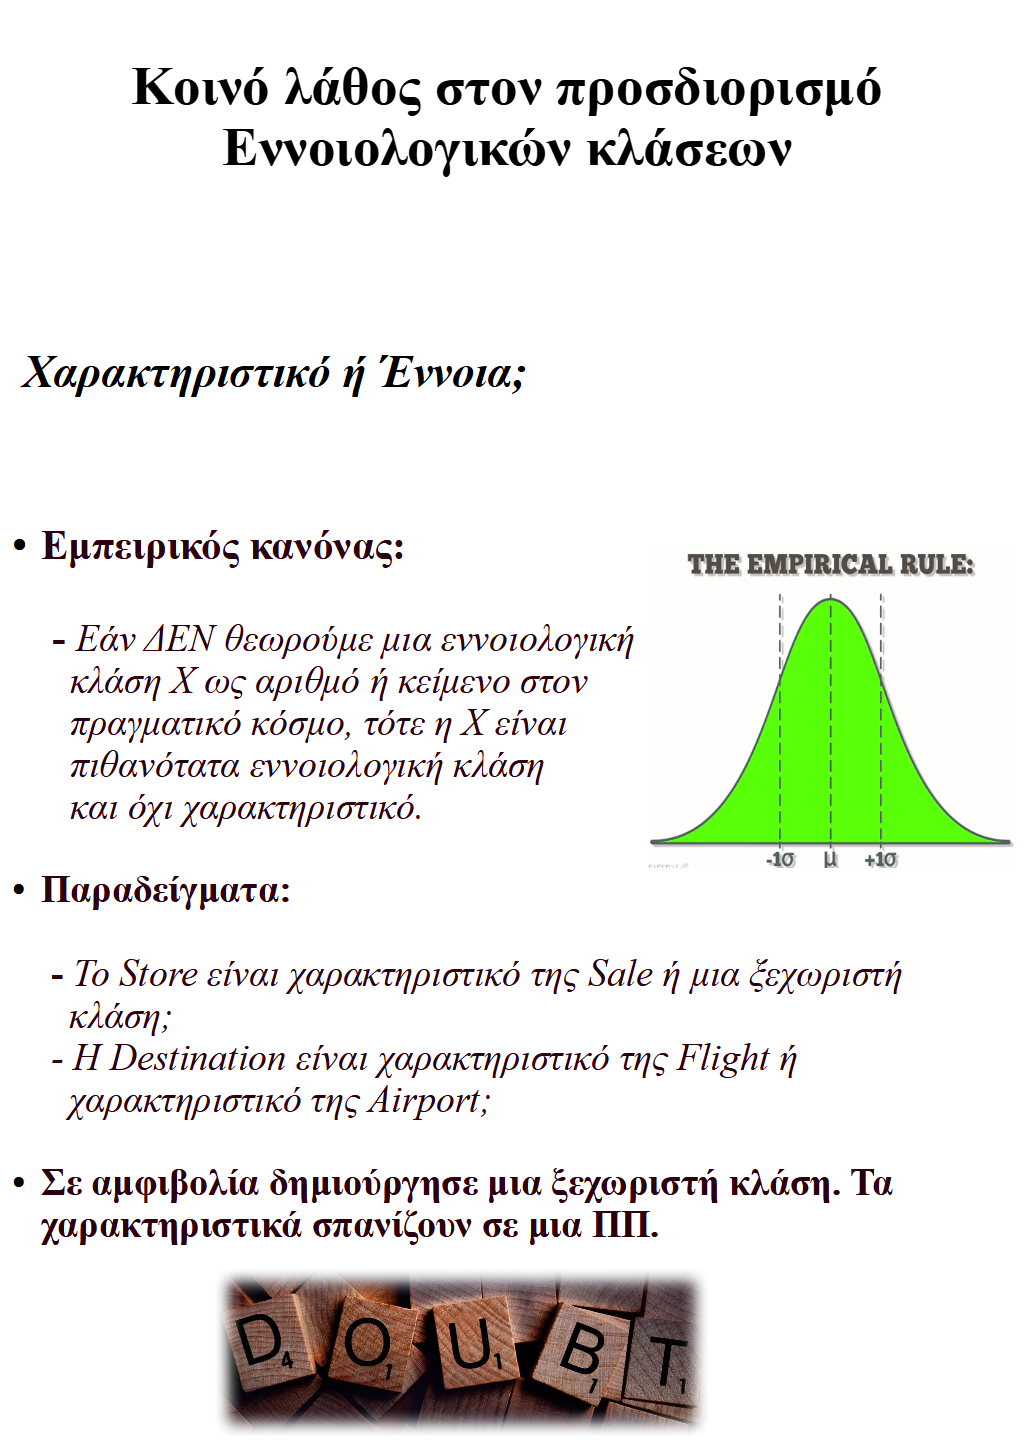 Κοινό λάθος στον προσδιορισμό
Εννοιολογικών κλάσεων
Χαρακτηριστικό ή Έννοια;
• Εμπειρικός κανόνας:
- Εάν ΔΕΝ θεωρούμε μια εννοιολογική
κλάση Χ ως αριθμό ή κείμενο στον
πραγματικό κόσμο, τότε η Χ είναι
πιθανότατα εννοιολογική κλάση
και όχι χαρακτηριστικό.
THE EMPIRICAL RULE:
-1σ μ +1σ
• Παραδείγματα:
- Το Store είναι χαρακτηριστικό της Sale ή μια ξεχωριστή
κλάση;
- Η Destination είναι χαρακτηριστικό της Flight ή
χαρακτηριστικό της Airport;
• Σε αμφιβολία δημιούργησε μια ξεχωριστή κλάση. Τα
χαρακτηριστικά σπανίζουν σε μια ΠΠ.
D4 O1 U1 B1 T1